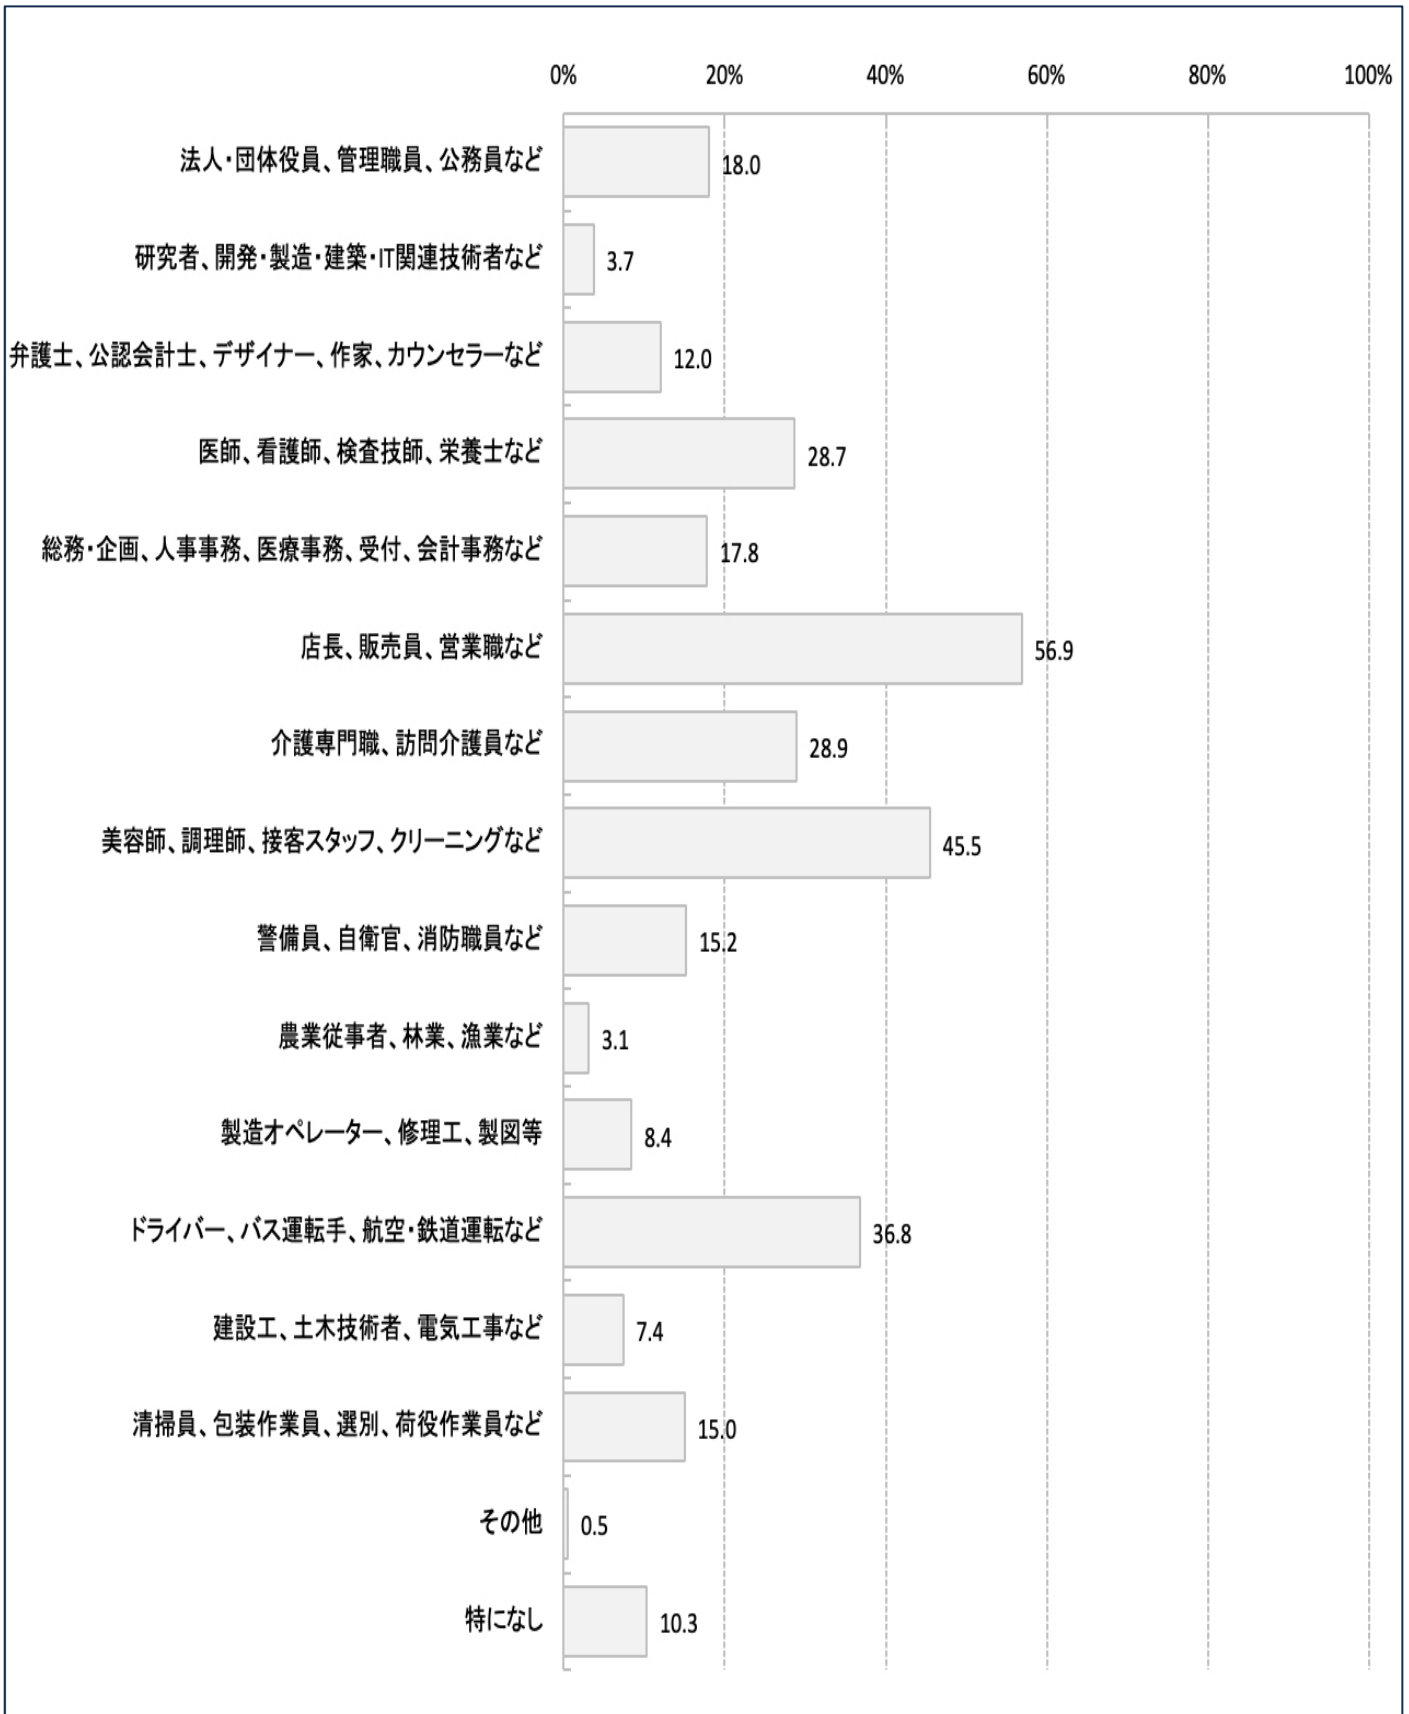 0% 20% 40% 60% 80% 100%
法人・団体役員、管理職員、公務員など 18.0
研究者、開発・製造・建築・IT関連技術者など 3.7
弁護士、公認会計士、デザイナー、作家、カウンセラーなど 12.0
医師、看護師、検査技師、栄養士など 28.7
総務・企画、人事事務、医療事務、受付、会計事務など 17.8
店長、販売員、営業職など 56.9
介護専門職、訪問介護員など 28.9
美容師、調理師、接客スタッフ、クリーニングなど 45.5
警備員、自衛官、消防職員など 15.2
農業従事者、林業、漁業など 3.1
製造オペレーター、修理工、製図等 8.4
ドライバー、バス運転手、航空・鉄道運転など 36.8
建設工、土木技術者、電気工事など 7.4
清掃員、包装作業員、選別、荷役作業員など 15.0
その他 0.5
特になし 10.3